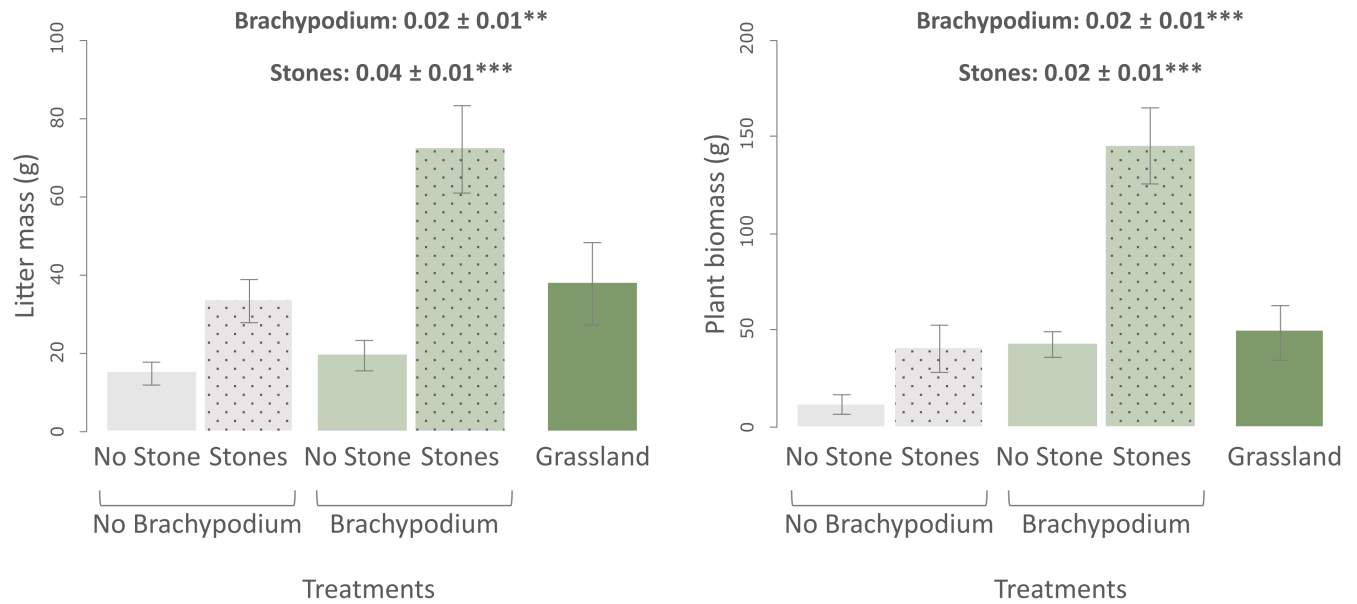 Brachypodium: 0.02 ± 0.01**
Stones: 0.04 ± 0.01***
Litter mass (g)
100
80
60
40
20
0
No Stone Stones No Stone Stones Grassland
No Brachypodium Brachypodium
Treatments
Brachypodium: 0.02 ± 0.01***
Stones: 0.02 ± 0.01***
Plant biomass (g)
200
150
100
50
0
No Stone Stones No Stone Stones Grassland
No Brachypodium Brachypodium
Treatments